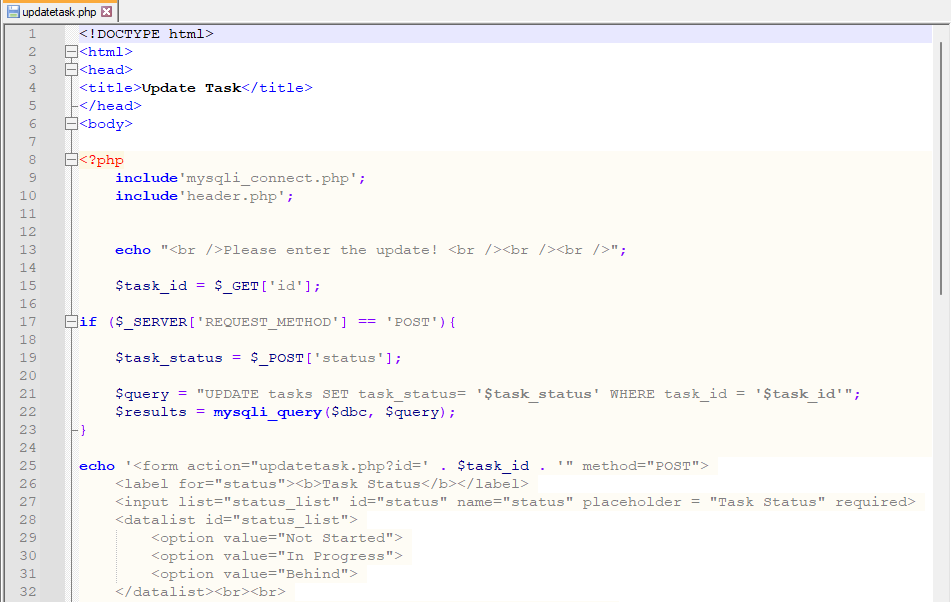 updatetask.php
1 <!DOCTYPE html>
2 <html>
3 <head>
4 <title>Update Task</title>
5 </head>
6 <body>
7
8 <?php
9 include'mysqli_connect.php';
10 include'header.php';
11
12
13 echo "<br />Please enter the update! <br /><br /><br />";
14
15 $task_id = $_GET['id'];
16
17 if ($_SERVER['REQUEST_METHOD'] == 'POST'){
18
19 $task_status = $_POST['status'];
20
21 $query = "UPDATE tasks SET task_status= '$task_status' WHERE task_id = '$task_id'";
22 $results = mysqli_query($dbc, $query);
23 }
24
25 echo '<form action="updatetask.php?id=' . $task_id . '" method="POST">
26 <label for="status"><b>Task Status</b></label>
27 <input list="status_list" id="status" name="status" placeholder = "Task Status" required>
28 <datalist id="status_list">
29 <option value="Not Started">
30 <option value="In Progress">
31 <option value="Behind">
32 </datalist><br><br>